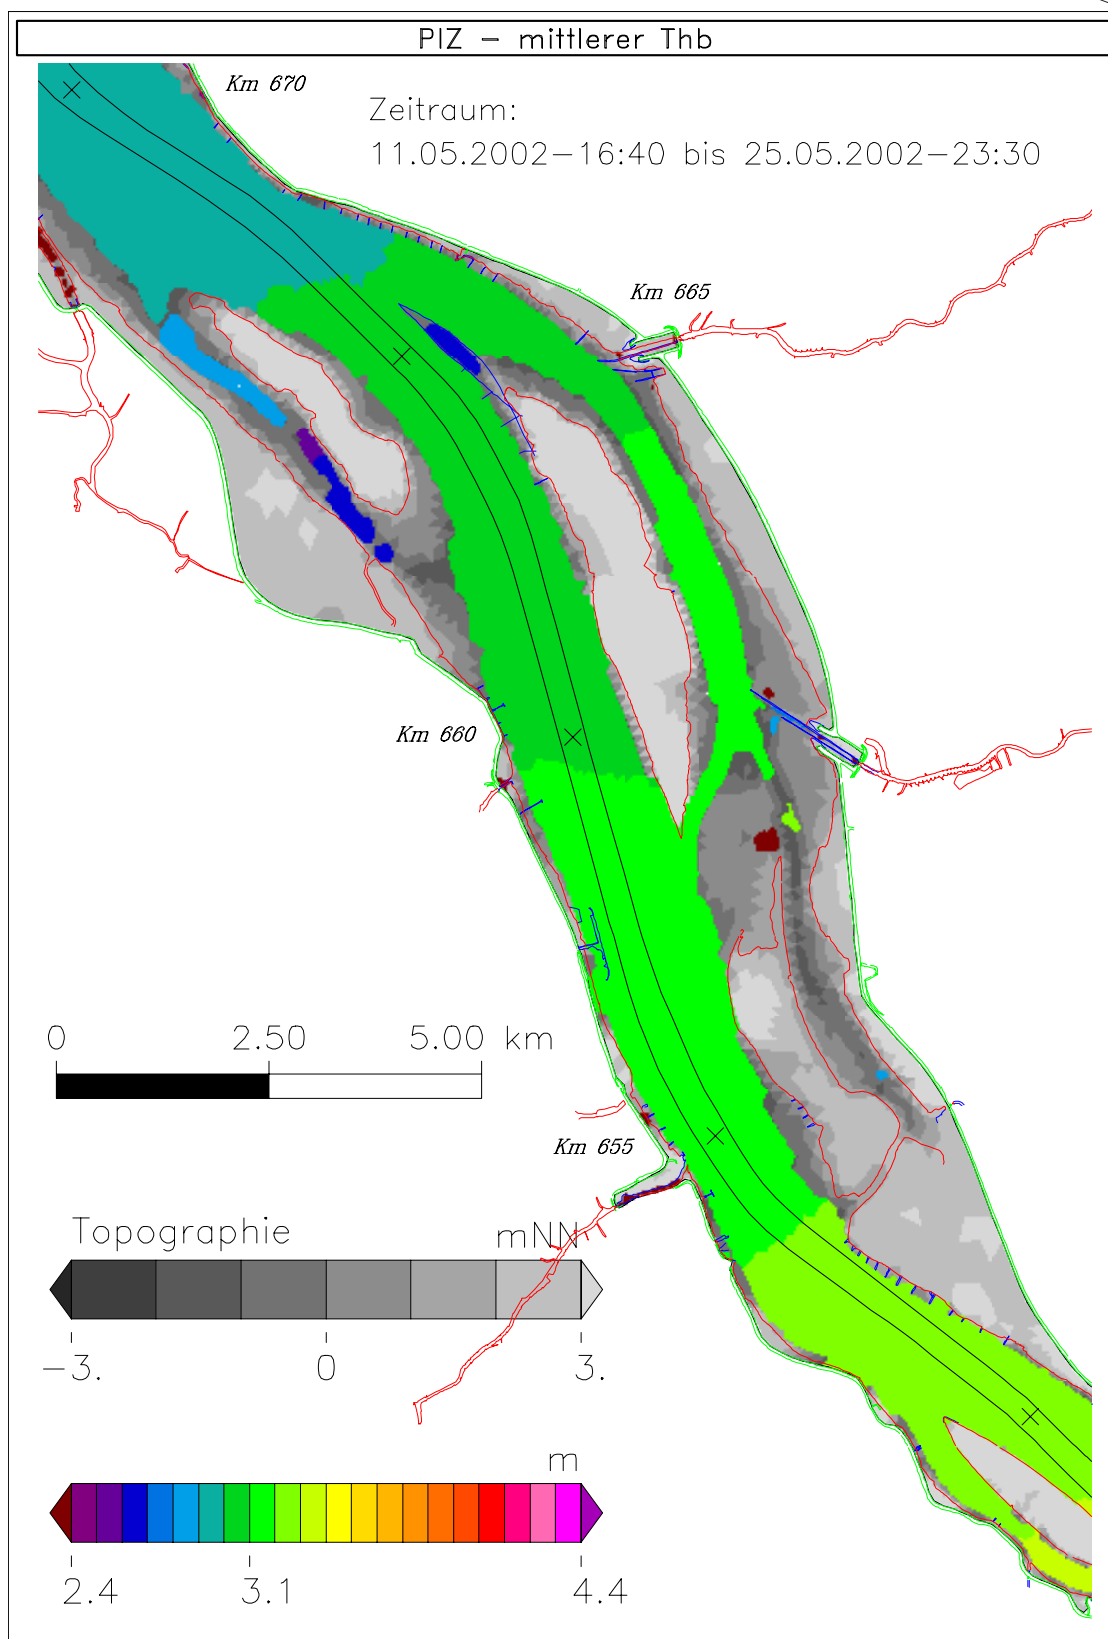 PIZ – mittlerer Thb
Km 670
Zeitraum:
11.05.2002–16:40 bis 25.05.2002–23:30
Km 665
Km 660
0 2.50 5.00 km
Km 655
Topographie mNN
-3. 0 3.
m
2.4 3.1 4.4